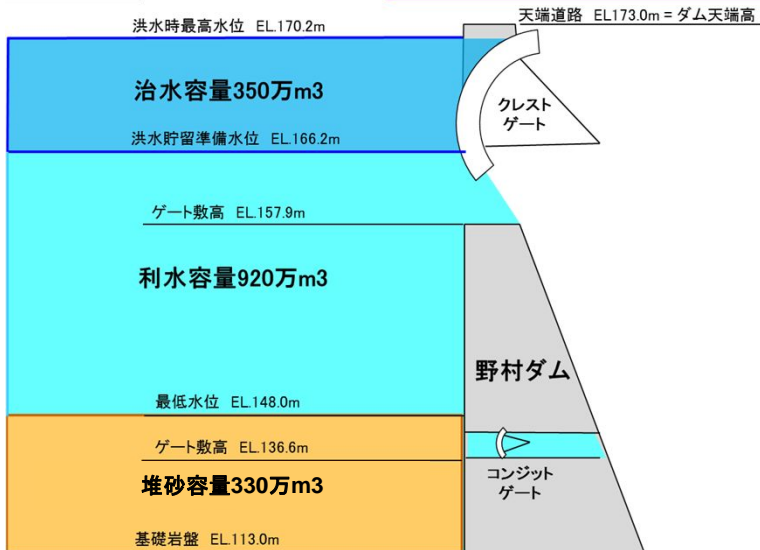 天端道路 EL173.0m = ダム天端高
洪水時最高水位 EL.170.2m
治水容量350万m3
クレスト
ゲート
洪水貯留準備水位 EL.166.2m
ゲート敷高 EL.157.9m
利水容量920万m3
野村ダム
最低水位 EL.148.0m
ゲート敷高 EL.136.6m
コンジット
ゲート
堆砂容量330万m3
基礎岩盤 EL.113.0m